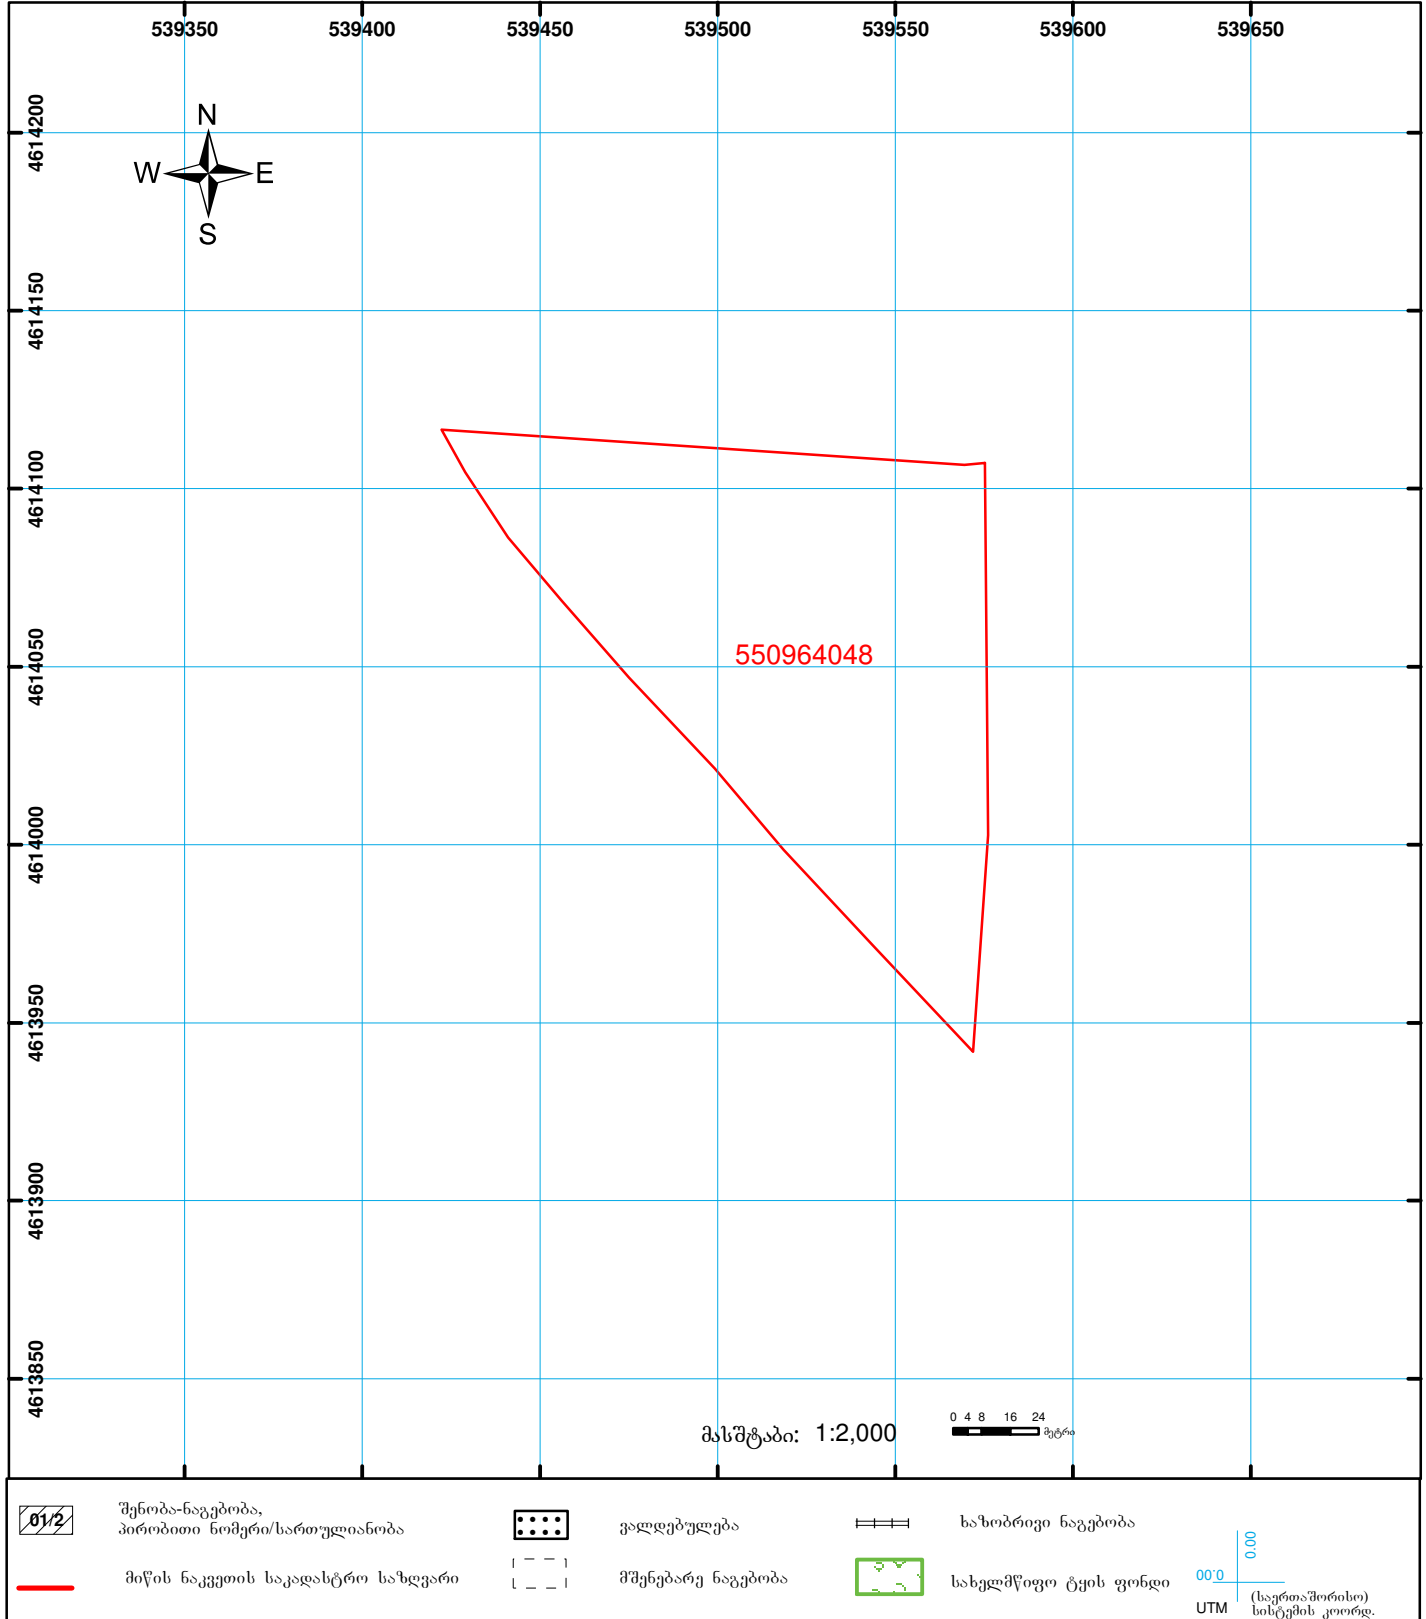 539350 539400 539450 539500 539550 539600 539650
4614200
4614150
4614100
4614050
4614000
4613950
4613900
4613850
N
W E
S
550964048
მასშტაბი: 1:2,000
0 4 8 16 24
მეტრი
01/2
შენობა-ნაგებობა,
პირობითი ნომერი/სართულიანობა
ვალდებულება
ხაზობრივი ნაგებობა
მიწის ნაკვეთის საკადასტრო საზღვარი
მშენებარე ნაგებობა
სახელმწიფო ტყის ფონდი
0.00
0.00
UTM
(საერთაშორისო)
სისტემის კოორდ.